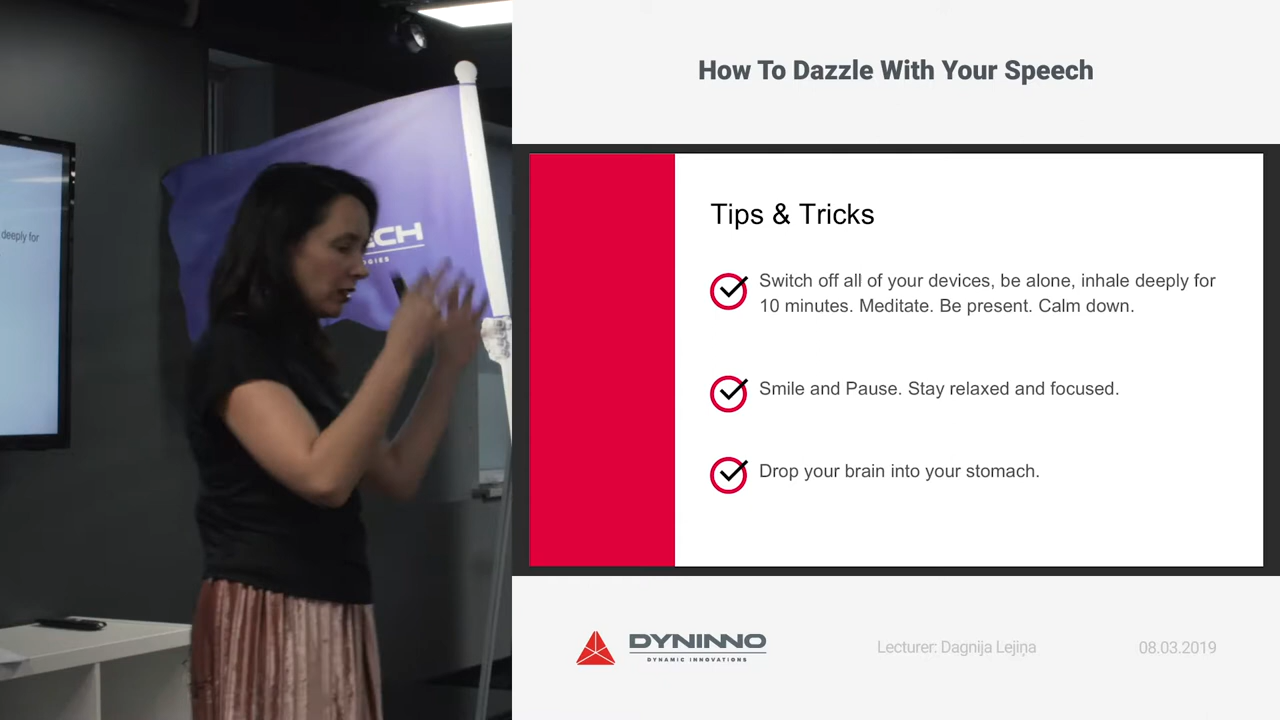 How To Dazzle With Your Speech
deeply for
ECH
GIES
Tips & Tricks
Switch off all of your devices, be alone, inhale deeply for
10 minutes. Meditate. Be present. Calm down.
Smile and Pause. Stay relaxed and focused.
Drop your brain into your stomach.
DYNINNO
DYNAMIC INNOVATIONS
Lecturer: Dagnija Lejiņa
08.03.2019